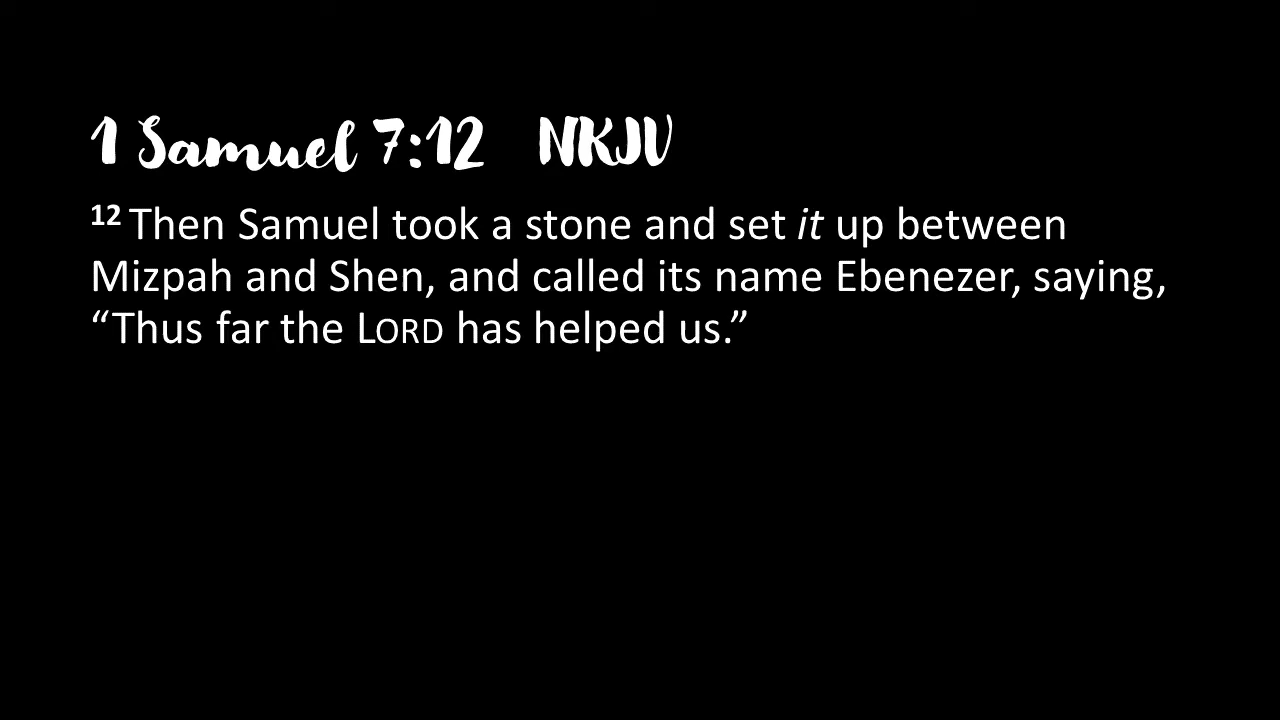 1 Samuel 7:12 NKJV
12 Then Samuel took a stone and set it up between
Mizpah and Shen, and called its name Ebenezer, saying,
“Thus far the LORD has helped us.”